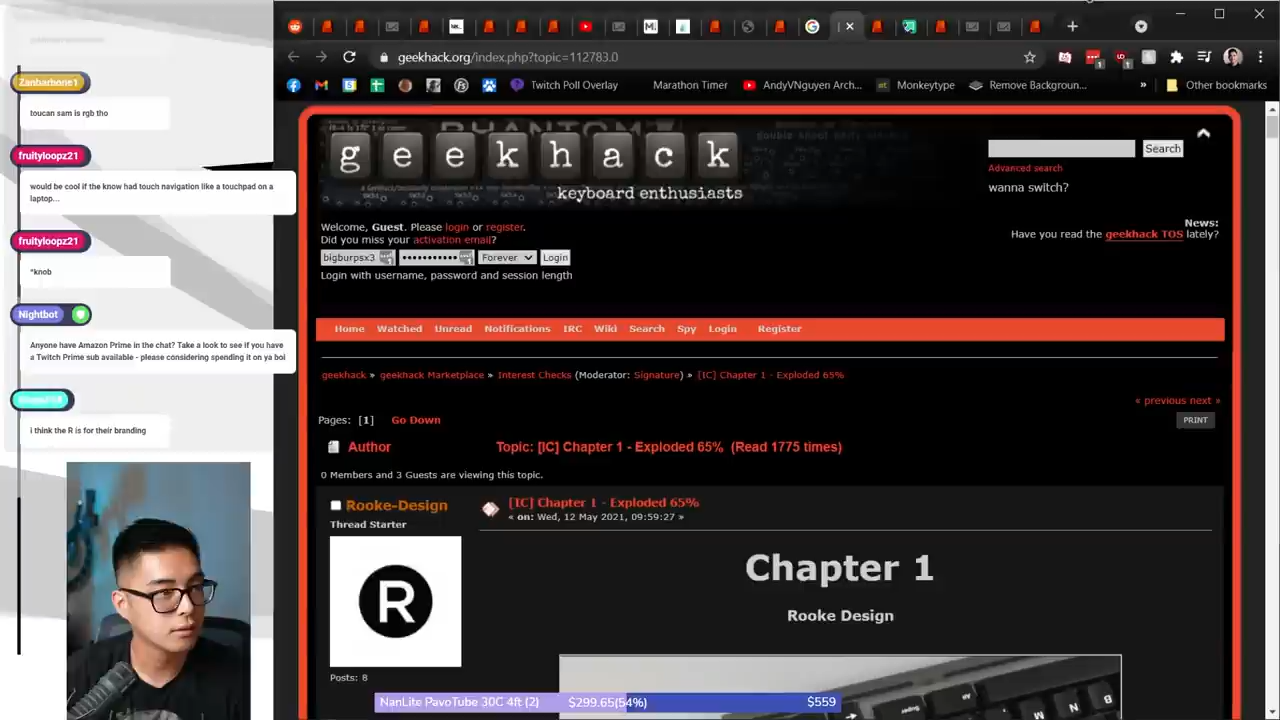 Zanbarbone1
toucan sam is rgb tho
fruityloopz21
would be cool if the know had touch navigation like a touchpad on a
laptop...
fruityloopz21
*knob
Nightbot
Anyone have Amazon Prime in the chat? Take a look to see if you have
a Twitch Prime sub available - please considering spending it on ya boi
i think the R is for their branding
geekhack.org/index.php?topic=112783.0
Twitch Poll Overlay
Marathon Timer
AndyVNguyen Arch...
Monkeytype
Remove Backgroun...
»
Other bookmarks
geekhack
keyboard enthusiasts
Search
Advanced search
wanna switch?
Welcome, Guest. Please login or register.
Did you miss your activation email?
bigburpsx3
Forever
Login
Login with username, password and session length
News:
Have you read the geekhack TOS lately?
Home
Watched
Unread
Notifications
IRC
Wiki
Search
Spy
Login
Register
geekhack » geekhack Marketplace » Interest Checks (Moderator: Signature) » [IC] Chapter 1 - Exploded 65%
« previous next »
Pages: [1] Go Down
PRINT
Author
Topic: [IC] Chapter 1 - Exploded 65% (Read 1775 times)
0 Members and 3 Guests are viewing this topic.
Rooke-Design
Thread Starter
R
Posts: 8
[IC] Chapter 1 - Exploded 65%
« on: Wed, 12 May 2021, 09:59:27 »
Chapter 1
Rooke Design
NanLite PavoTube 30C 4ft (2)
$299.65(54%)
$559